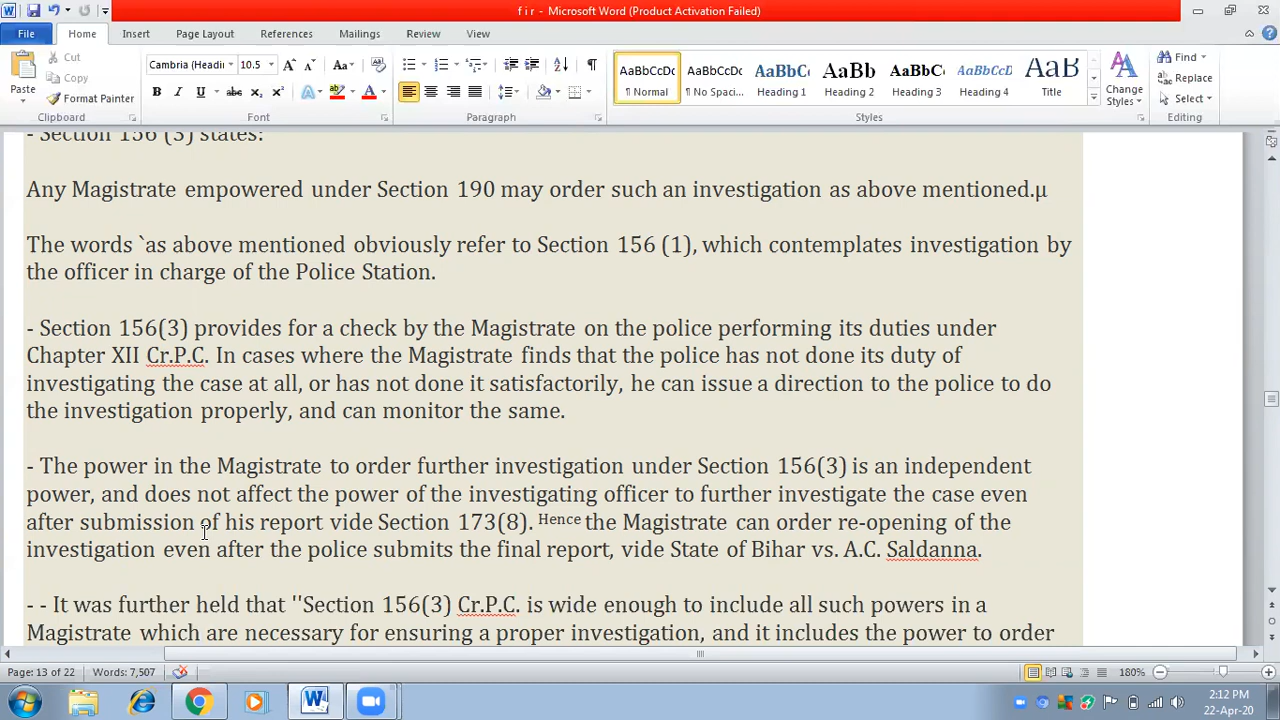 f i r - Microsoft Word (Product Activation Failed)
File Home Insert Page Layout References Mailings Review View
Paste
Cut
Copy
Format Painter
Clipboard
Cambria (Headin 10.5
Font
Paragraph
AaBbCcDc AaBbCcDc AaBbC AaBb AaBbC AaBbCcD AaB
¶ Normal ¶ No Spaci... Heading 1 Heading 2 Heading 3 Heading 4 Title
Change Styles
Styles
Find
Replace
Select
Editing
- Section 156 (3) states:
Any Magistrate empowered under Section 190 may order such an investigation as above mentioned.µ
The words `as above mentioned obviously refer to Section 156 (1), which contemplates investigation by
the officer in charge of the Police Station.
- Section 156(3) provides for a check by the Magistrate on the police performing its duties under
Chapter XII Cr.P.C. In cases where the Magistrate finds that the police has not done its duty of
investigating the case at all, or has not done it satisfactorily, he can issue a direction to the police to do
the investigation properly, and can monitor the same.
- The power in the Magistrate to order further investigation under Section 156(3) is an independent
power, and does not affect the power of the investigating officer to further investigate the case even
after submission of his report vide Section 173(8). Hence the Magistrate can order re-opening of the
investigation even after the police submits the final report, vide State of Bihar vs. A.C. Saldanna.
- - It was further held that ''Section 156(3) Cr.P.C. is wide enough to include all such powers in a
Magistrate which are necessary for ensuring a proper investigation, and it includes the power to order
Page: 13 of 22 Words: 7,507 180%
2:12 PM
22-Apr-20